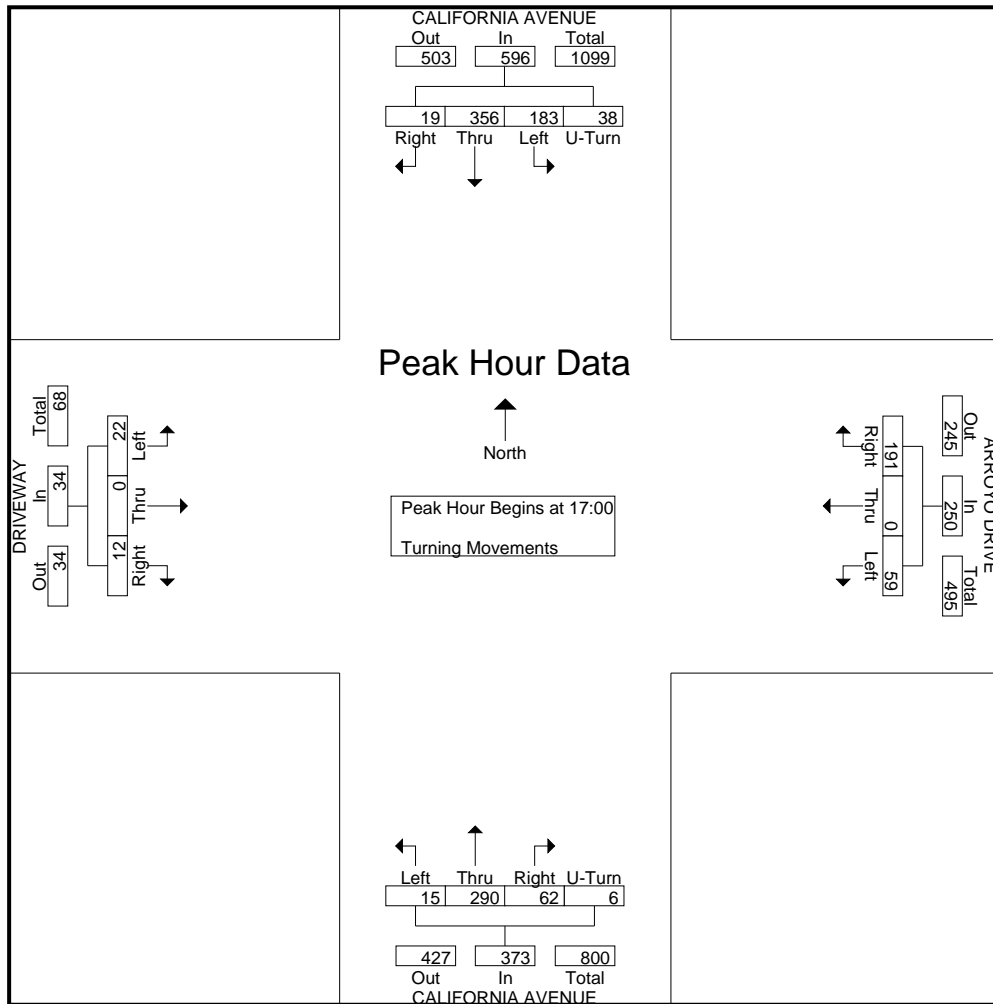 CALIFORNIA AVENUE
Out In Total
503 596 1099
19 356 183 38
Right Thru Left U-Turn
Peak Hour Data
North
Peak Hour Begins at 17:00
Turning Movements
DRIVEWAY
Total In Out
68 34 34
22 0 12
Left Thru Right
ARROYO DRIVE
Out In Total
245 250 495
191 0 59
Right Thru Left
Left Thru Right U-Turn
15 290 62 6
427 373 800
Out In Total
CALIFORNIA AVENUE